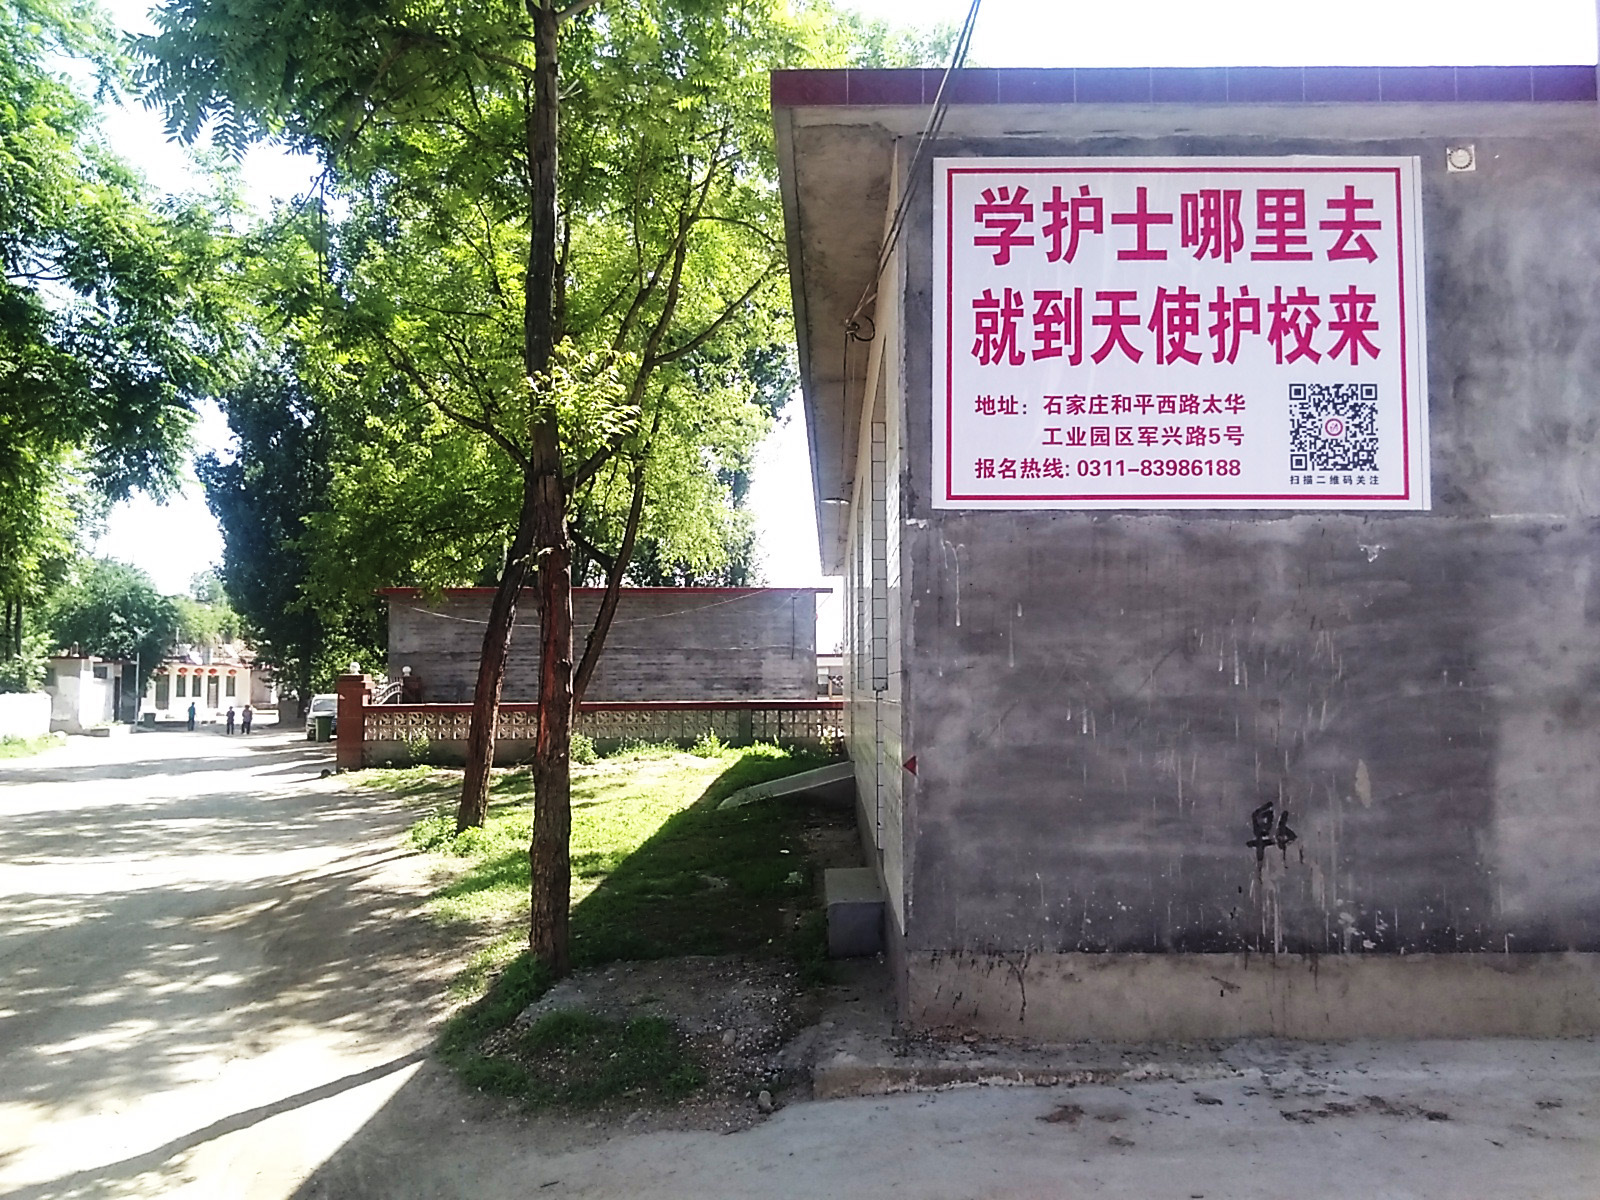 学护士哪里去
就到天使护校来
地址：石家庄和平西路太华
工业园区军兴路5号
报名热线：0311-83986188
扫描二维码关注